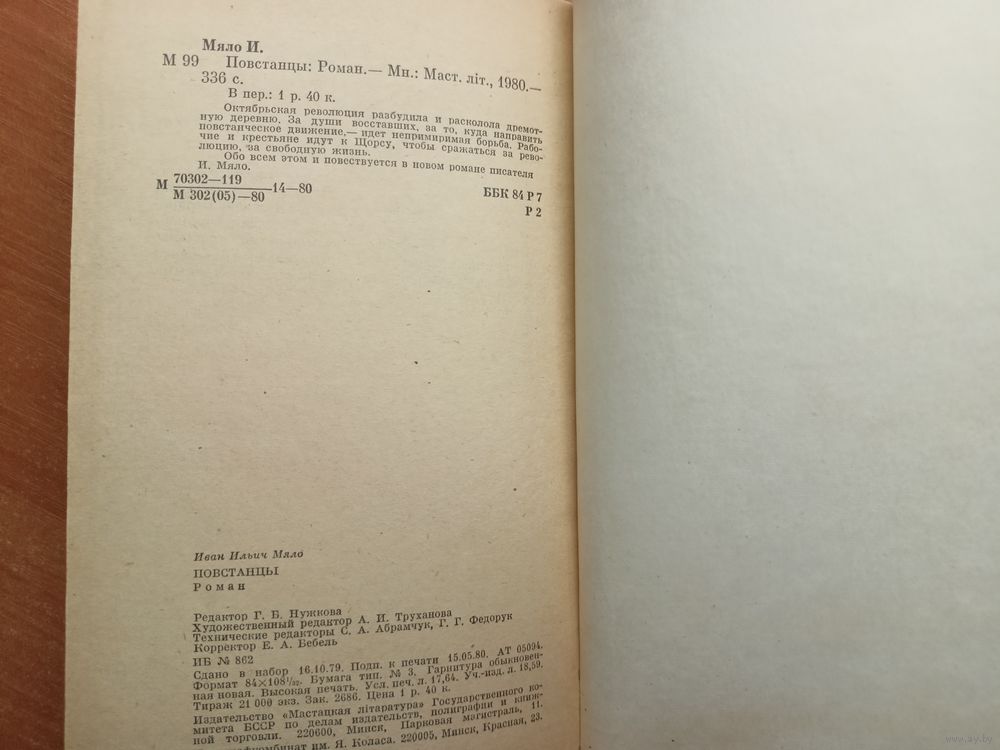 Мяло И.
М 99 Повстанцы: Роман.— Мн.: Маст. літ., 1980.—
336 с.
В пер.: 1 р. 40 к.
Октябрьская революция разбудила и расколола дремот-
ную деревню. За души восставших, за то, куда направить
повстанческое движение,— идет непримиримая борьба. Рабо-
чие и крестьяне идут к Щорсу, чтобы сражаться за рево-
люцию, за свободную жизнь.
Обо всем этом и повествуется в новом романе писателя
И. Мяло.
М 70302—119 / М 302(05)—80 —14—80
ББК 84 Р 7
Р 2
Иван Ильич Мяло
ПОВСТАНЦЫ
Роман
Редактор Г. Б. Нужкова
Художественный редактор А. И. Труханова
Технические редакторы С. А. Абрамчук, Г. Г. Федорук
Корректор Е. А. Бебель
ИБ № 862
Сдано в набор 16.10.79. Подп. к печати 15.05.80. АТ 05094.
Формат 84×108¹/₃₂. Бумага тип. № 3. Гарнитура обыкновен-
ная новая. Высокая печать. Усл. печ. л. 17,64. Уч.-изд. л. 18,59.
Тираж 21 000 экз. Зак. 2686. Цена 1 р. 40 к.
Издательство «Мастацкая літаратура» Государственного ко-
митета БССР по делам издательств, полиграфии и книж-
ной торговли. 220600, Минск, Парковая магистраль, 11.
им. Я. Коласа. 220005, Минск, Красная, 23.
www.ay.by